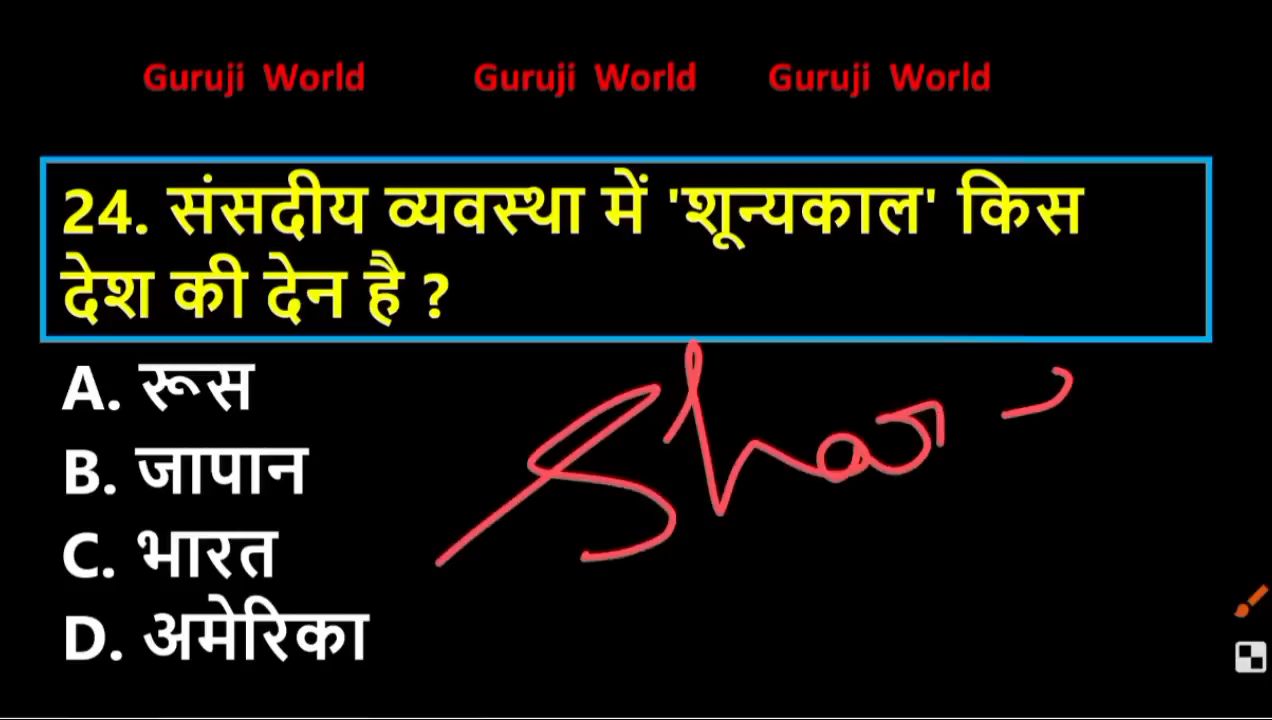 Guruji World Guruji World Guruji World
24. संसदीय व्यवस्था में 'शून्यकाल' किस
देश की देन है ?
A. रूस
B. जापान
C. भारत
D. अमेरिका